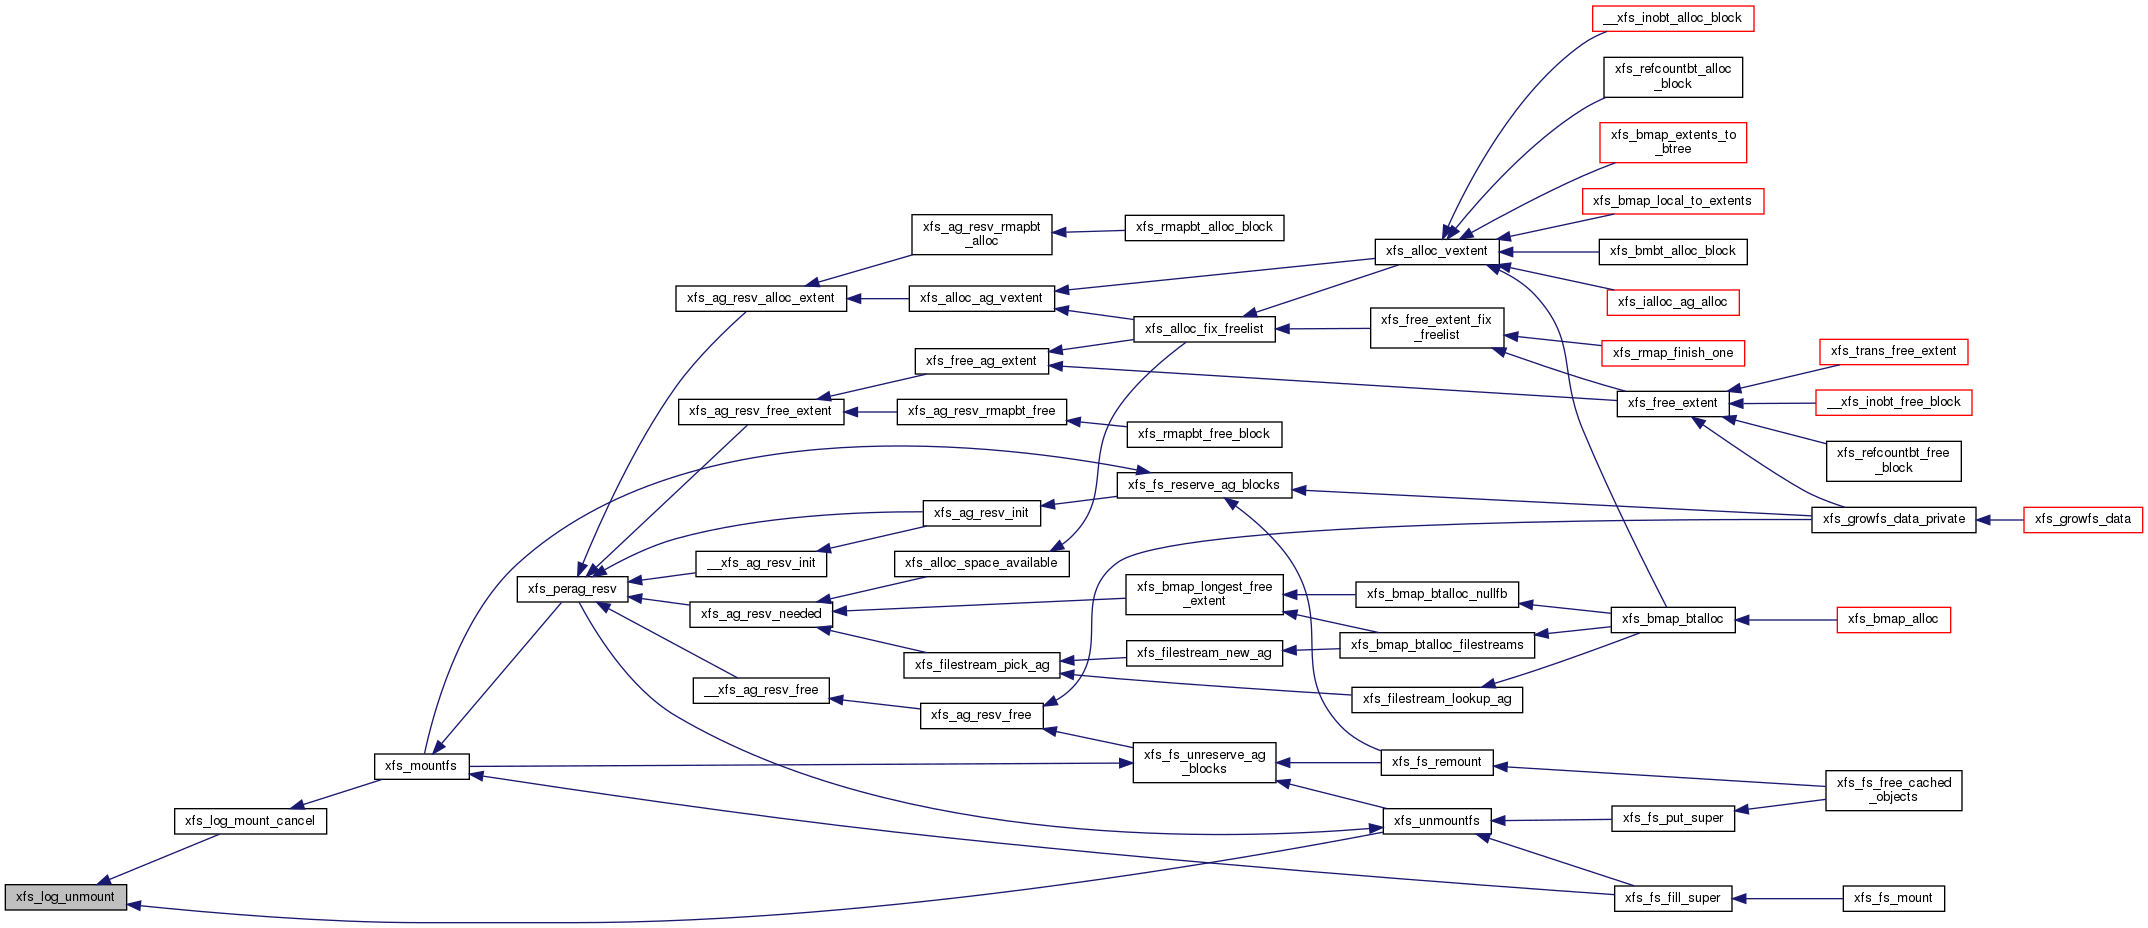 __xfs_inobt_alloc_block
xfs_refcountbt_alloc
_block
xfs_bmap_extents_to
_btree
xfs_bmap_local_to_extents
xfs_ag_resv_rmapbt
_alloc
xfs_rmapbt_alloc_block
xfs_alloc_vextent
xfs_bmbt_alloc_block
xfs_ag_resv_alloc_extent
xfs_alloc_ag_vextent
xfs_ialloc_ag_alloc
xfs_alloc_fix_freelist
xfs_free_extent_fix
_freelist
xfs_rmap_finish_one
xfs_trans_free_extent
xfs_free_ag_extent
xfs_free_extent
__xfs_inobt_free_block
xfs_ag_resv_free_extent
xfs_ag_resv_rmapbt_free
xfs_rmapbt_free_block
xfs_refcountbt_free
_block
xfs_fs_reserve_ag_blocks
xfs_ag_resv_init
xfs_growfs_data_private
xfs_growfs_data
__xfs_ag_resv_init
xfs_alloc_space_available
xfs_perag_resv
xfs_bmap_longest_free
_extent
xfs_bmap_btalloc_nullfb
xfs_ag_resv_needed
xfs_bmap_btalloc
xfs_bmap_alloc
xfs_filestream_pick_ag
xfs_filestream_new_ag
xfs_bmap_btalloc_filestreams
__xfs_ag_resv_free
xfs_filestream_lookup_ag
xfs_ag_resv_free
xfs_mountfs
xfs_fs_unreserve_ag
_blocks
xfs_fs_remount
xfs_fs_free_cached
_objects
xfs_log_mount_cancel
xfs_unmountfs
xfs_fs_put_super
xfs_log_unmount
xfs_fs_fill_super
xfs_fs_mount